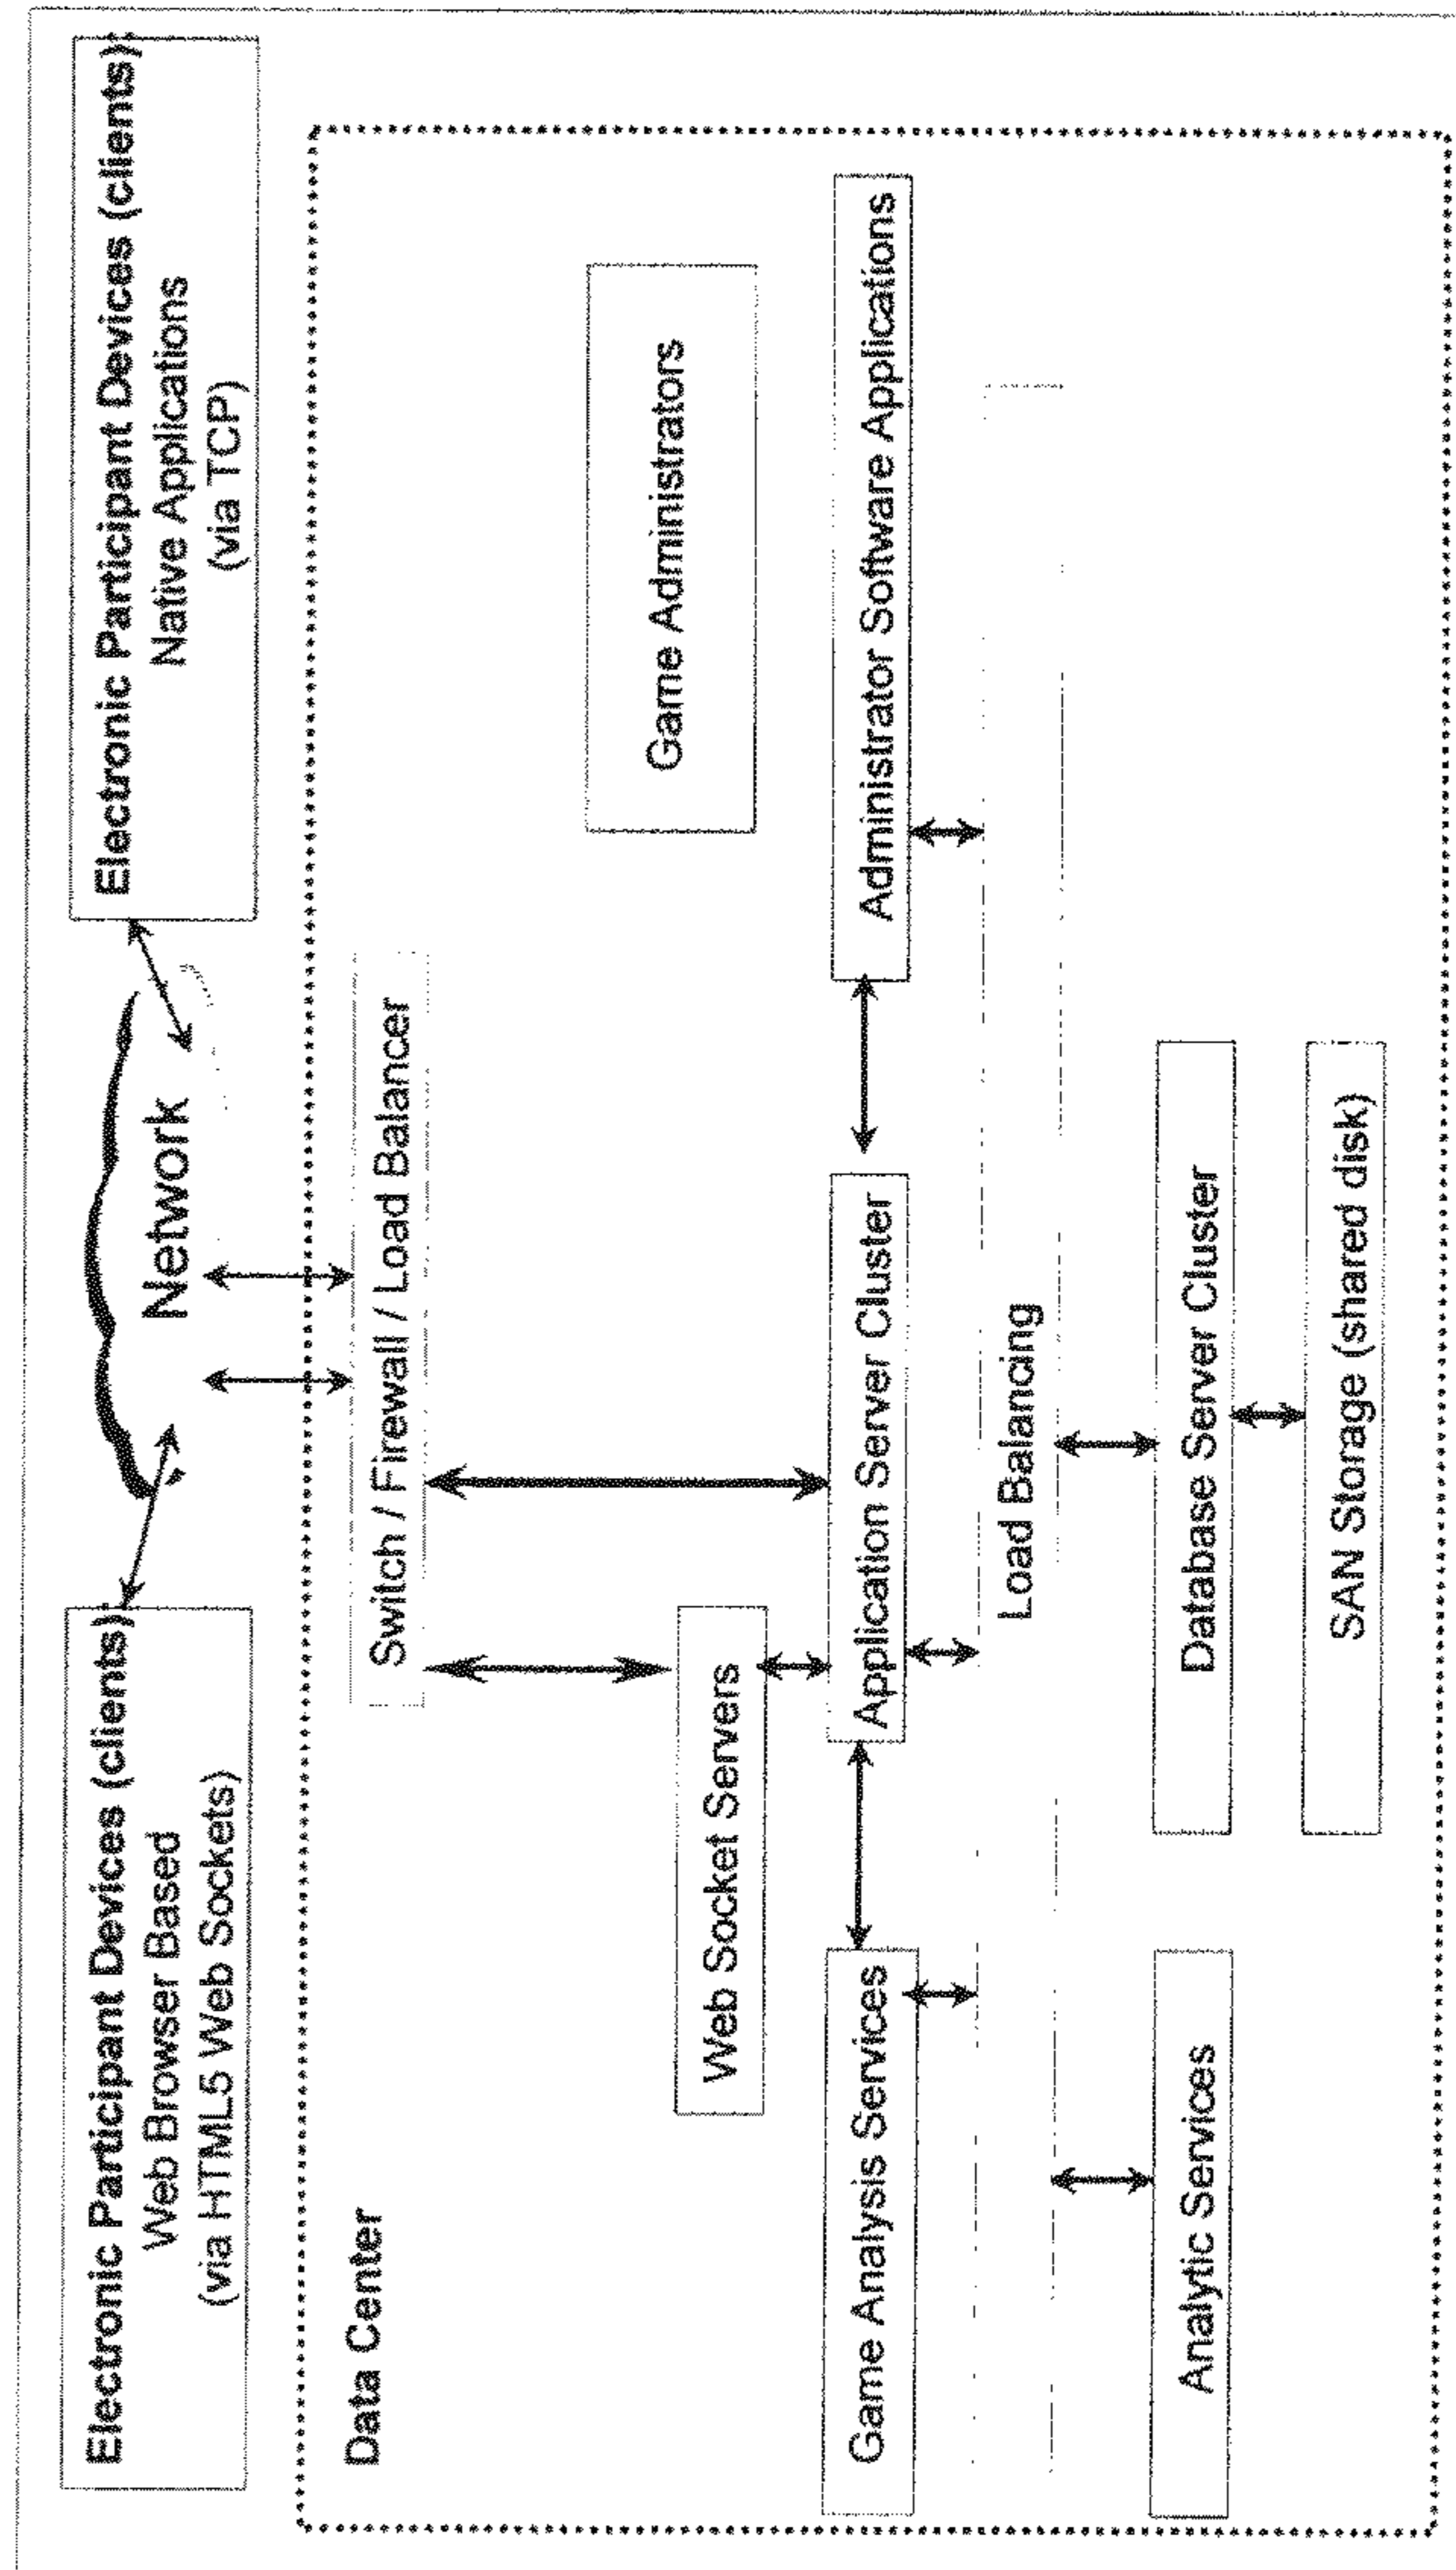 Electronic Participant Devices (clients)
Web Browser Based
(via HTML5 Web Sockets)
Network
Electronic Participant Devices (clients)
Native Applications
(via TCP)
Data Center
Switch / Firewall / Load Balancer
Web Socket Servers
Game Administrators
Game Analysis Services
Application Server Cluster
Administrator Software Applications
Load Balancing
Analytic Services
Database Server Cluster
SAN Storage (shared disk)